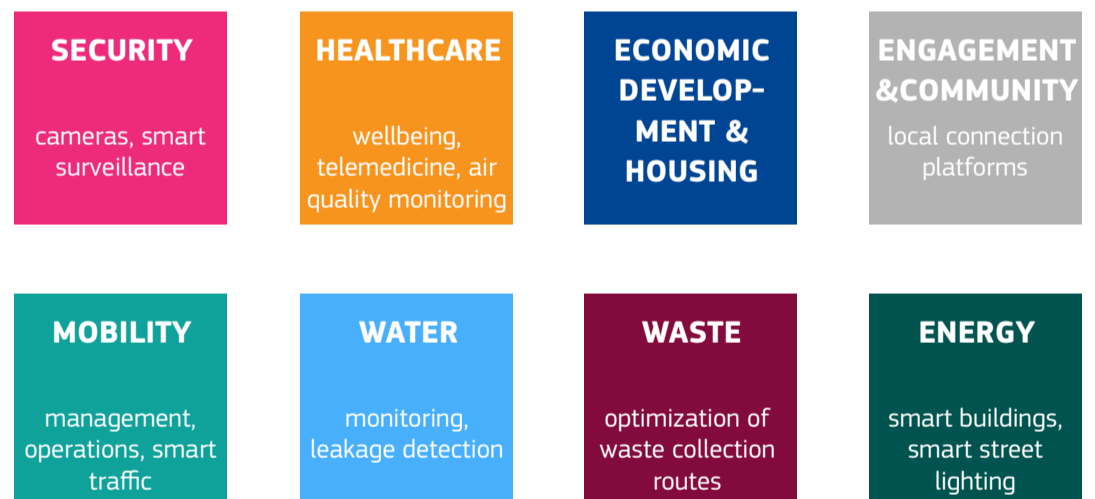 SECURITY
cameras, smart
surveillance
HEALTHCARE
wellbeing,
telemedicine, air
quality monitoring
ECONOMIC
DEVELOP-
MENT &
HOUSING
ENGAGEMENT
&COMMUNITY
local connection
platforms
MOBILITY
management,
operations, smart
traffic
WATER
monitoring,
leakage detection
WASTE
optimization of
waste collection
routes
ENERGY
smart buildings,
smart street
lighting